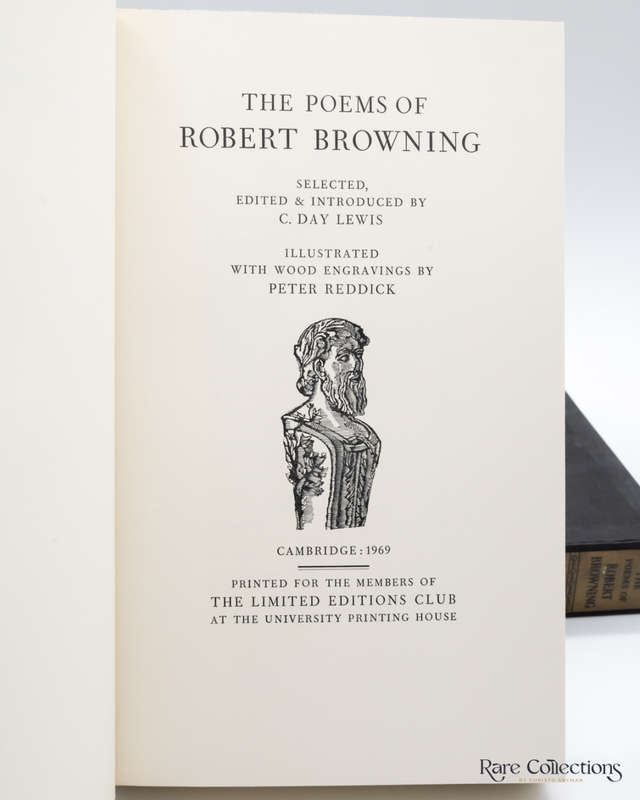 THE POEMS OF
ROBERT BROWNING
SELECTED,
EDITED & INTRODUCED BY
C. DAY LEWIS
ILLUSTRATED
WITH WOOD ENGRAVINGS BY
PETER REDDICK
CAMBRIDGE : 1969
PRINTED FOR THE MEMBERS OF
THE LIMITED EDITIONS CLUB
AT THE UNIVERSITY PRINTING HOUSE
THE
POEMS OF
ROBERT
BROWNING
Rare Collections